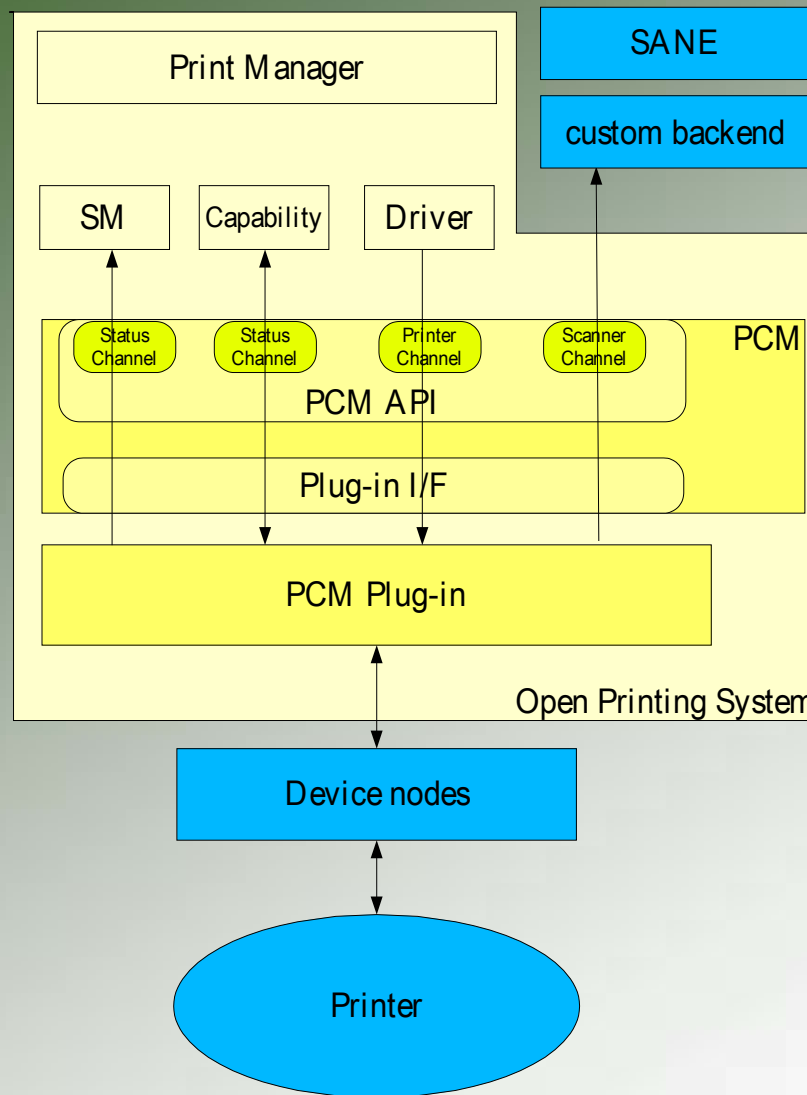 Print Manager
SANE
custom backend
SM
Capability
Driver
Status
Channel
Status
Channel
Printer
Channel
Scanner
Channel
PCM
PCM API
Plug-in I/F
PCM Plug-in
Open Printing System
Device nodes
Printer